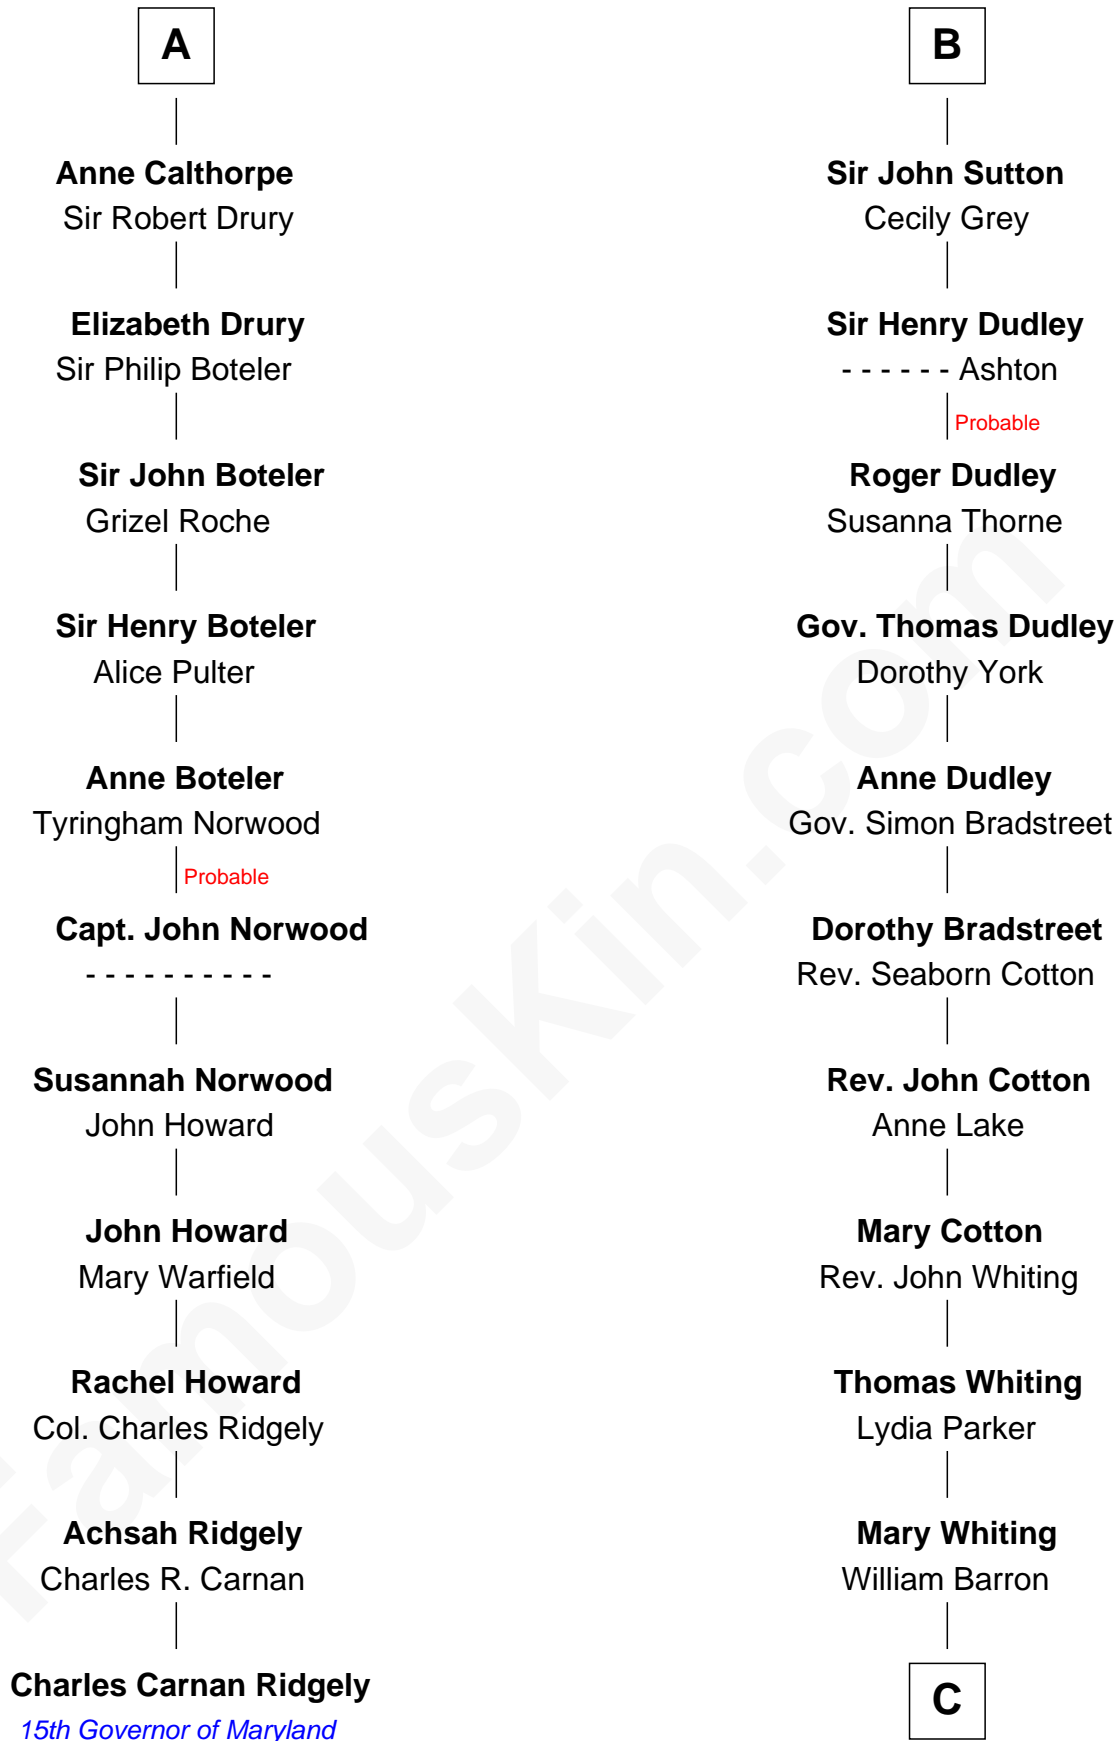 A
Anne Calthorpe
Sir Robert Drury
Elizabeth Drury
Sir Philip Boteler
Sir John Boteler
Grizel Roche
Sir Henry Boteler
Alice Pulter
Anne Boteler
Tyringham Norwood
Probable
Capt. John Norwood
- - - - - - - - - -
Susannah Norwood
John Howard
John Howard
Mary Warfield
Rachel Howard
Col. Charles Ridgely
Achsah Ridgely
Charles R. Carnan
Charles Carnan Ridgely
15th Governor of Maryland
B
Sir John Sutton
Cecily Grey
Sir Henry Dudley
- - - - - - Ashton
Probable
Roger Dudley
Susanna Thorne
Gov. Thomas Dudley
Dorothy York
Anne Dudley
Gov. Simon Bradstreet
Dorothy Bradstreet
Rev. Seaborn Cotton
Rev. John Cotton
Anne Lake
Mary Cotton
Rev. John Whiting
Thomas Whiting
Lydia Parker
Mary Whiting
William Barron
C
FamousKin.com